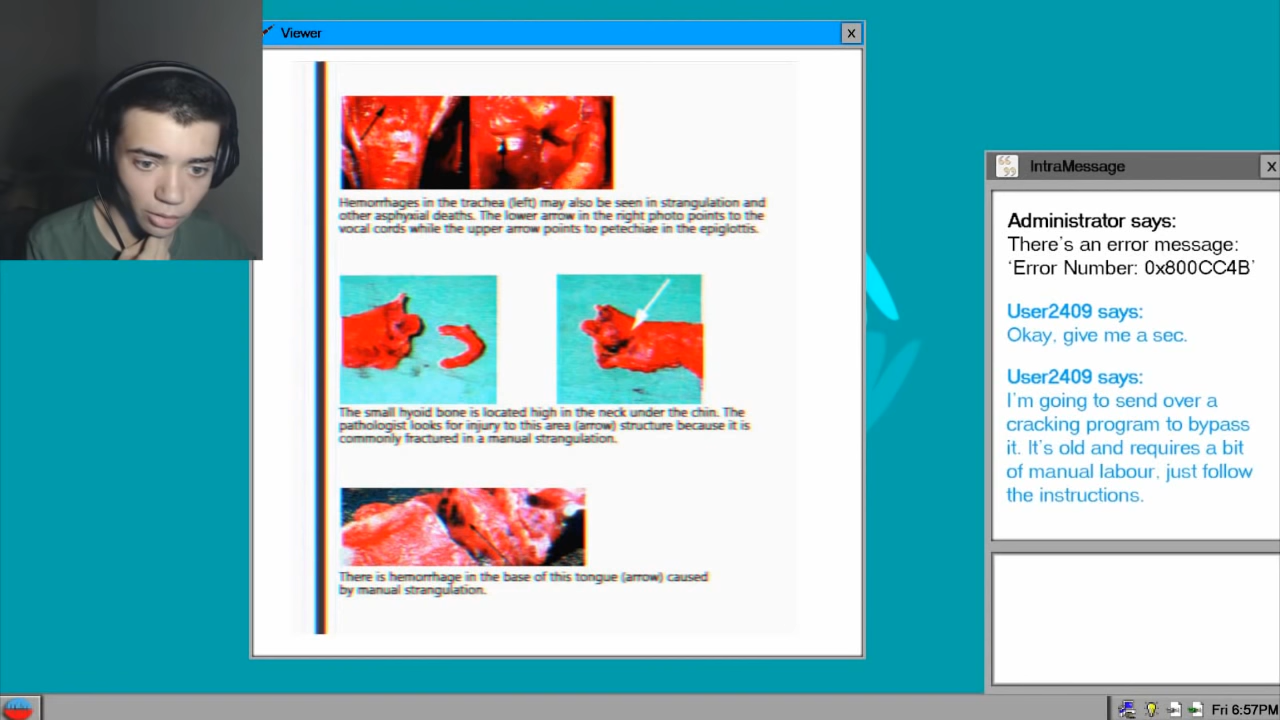 Viewer
X
Hemorrhages in the trachea (left) may also be seen in strangulation and
other asphyxial deaths. The lower arrow in the right photo points to the
vocal cords while the upper arrow points to petechiae in the epiglottis.
The small hyoid bone is located high in the neck under the chin. The
pathologist looks for injury to this area (arrow) structure because it is
commonly fractured in a manual strangulation.
There is hemorrhage in the base of this tongue (arrow) caused
by manual strangulation.
IntraMessage
X
Administrator says:
There's an error message:
'Error Number: 0x800CC4B'
User2409 says:
Okay, give me a sec.
User2409 says:
I'm going to send over a
cracking program to bypass
it. It's old and requires a bit
of manual labour, just follow
the instructions.
Fri 6:57PM